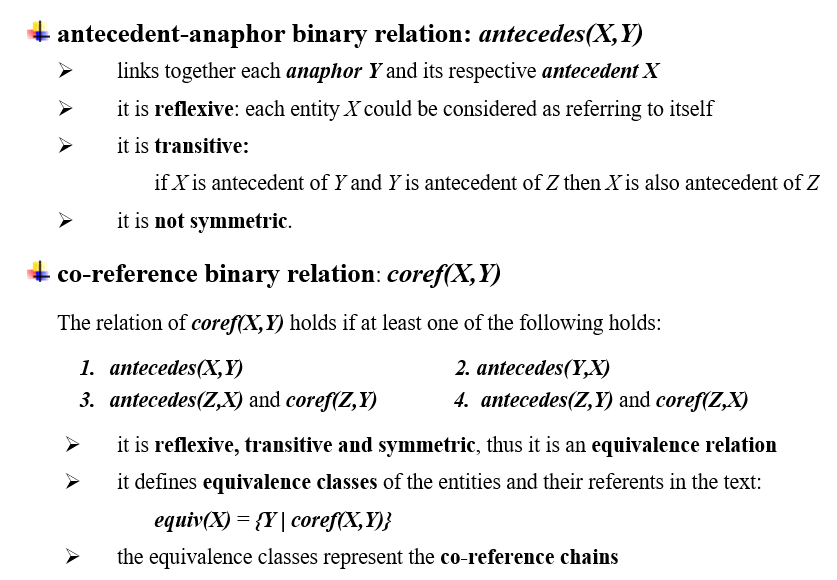 antecedent-anaphor binary relation: antecedes(X,Y)
➢ links together each anaphor Y and its respective antecedent X
➢ it is reflexive: each entity X could be considered as referring to itself
➢ it is transitive:
if X is antecedent of Y and Y is antecedent of Z then X is also antecedent of Z
➢ it is not symmetric.
co-reference binary relation: coref(X,Y)
The relation of coref(X,Y) holds if at least one of the following holds:
1. antecedes(X,Y) 2. antecedes(Y,X)
3. antecedes(Z,X) and coref(Z,Y) 4. antecedes(Z,Y) and coref(Z,X)
➢ it is reflexive, transitive and symmetric, thus it is an equivalence relation
➢ it defines equivalence classes of the entities and their referents in the text:
equiv(X) = {Y | coref(X,Y)}
➢ the equivalence classes represent the co-reference chains